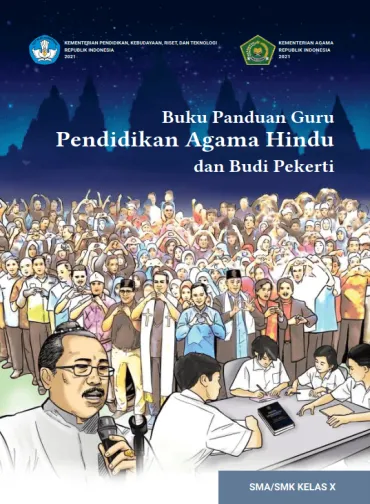 KEMENTERIAN PENDIDIKAN, KEBUDAYAAN, RISET, DAN TEKNOLOGI
REPUBLIK INDONESIA
2021
KEMENTERIAN AGAMA
REPUBLIK INDONESIA
2021
Buku Panduan Guru
Pendidikan Agama Hindu
dan Budi Pekerti
SMA/SMK KELAS X